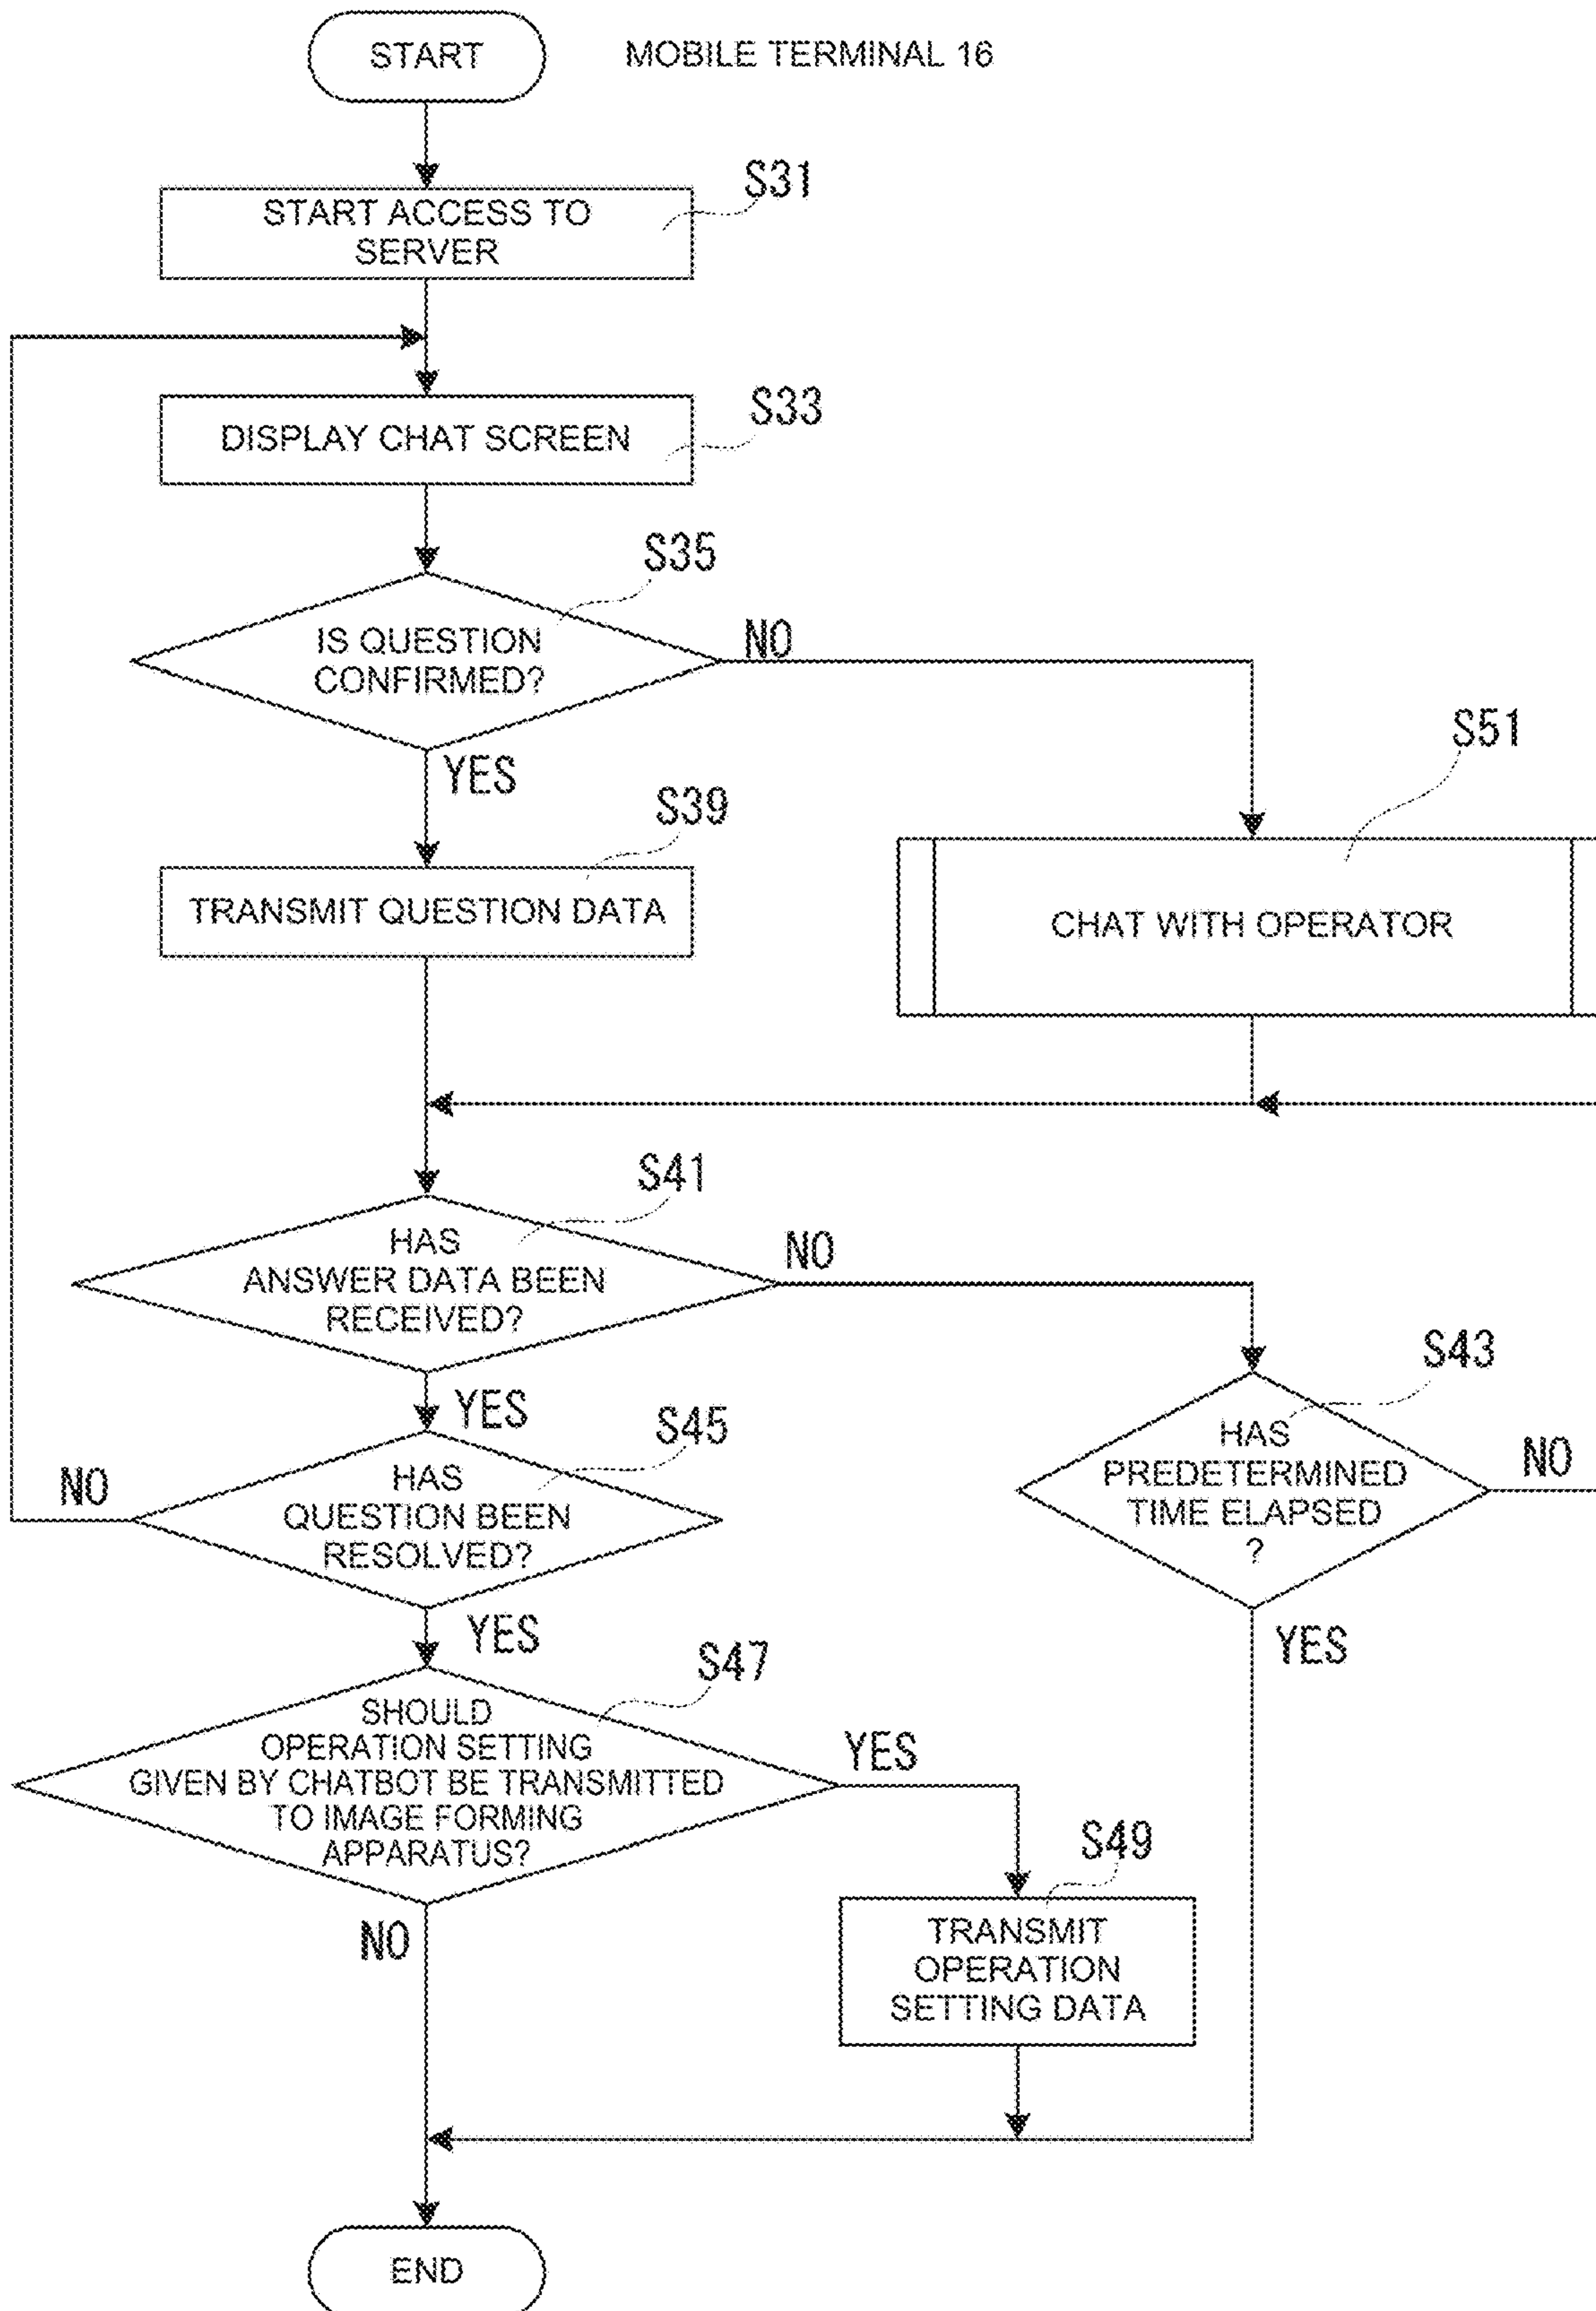 START
MOBILE TERMINAL 16
S31
START ACCESS TO
SERVER
S33
DISPLAY CHAT SCREEN
S35
IS QUESTION
CONFIRMED?
NO
YES
S51
S39
TRANSMIT QUESTION DATA
CHAT WITH OPERATOR
S41
HAS
ANSWER DATA BEEN
RECEIVED?
NO
YES
S43
HAS
PREDETERMINED
TIME ELAPSED
?
NO
YES
S45
HAS
QUESTION BEEN
RESOLVED?
NO
YES
S47
SHOULD
OPERATION SETTING
GIVEN BY CHATBOT BE TRANSMITTED
TO IMAGE FORMING
APPARATUS?
YES
NO
S49
TRANSMIT
OPERATION
SETTING DATA
END